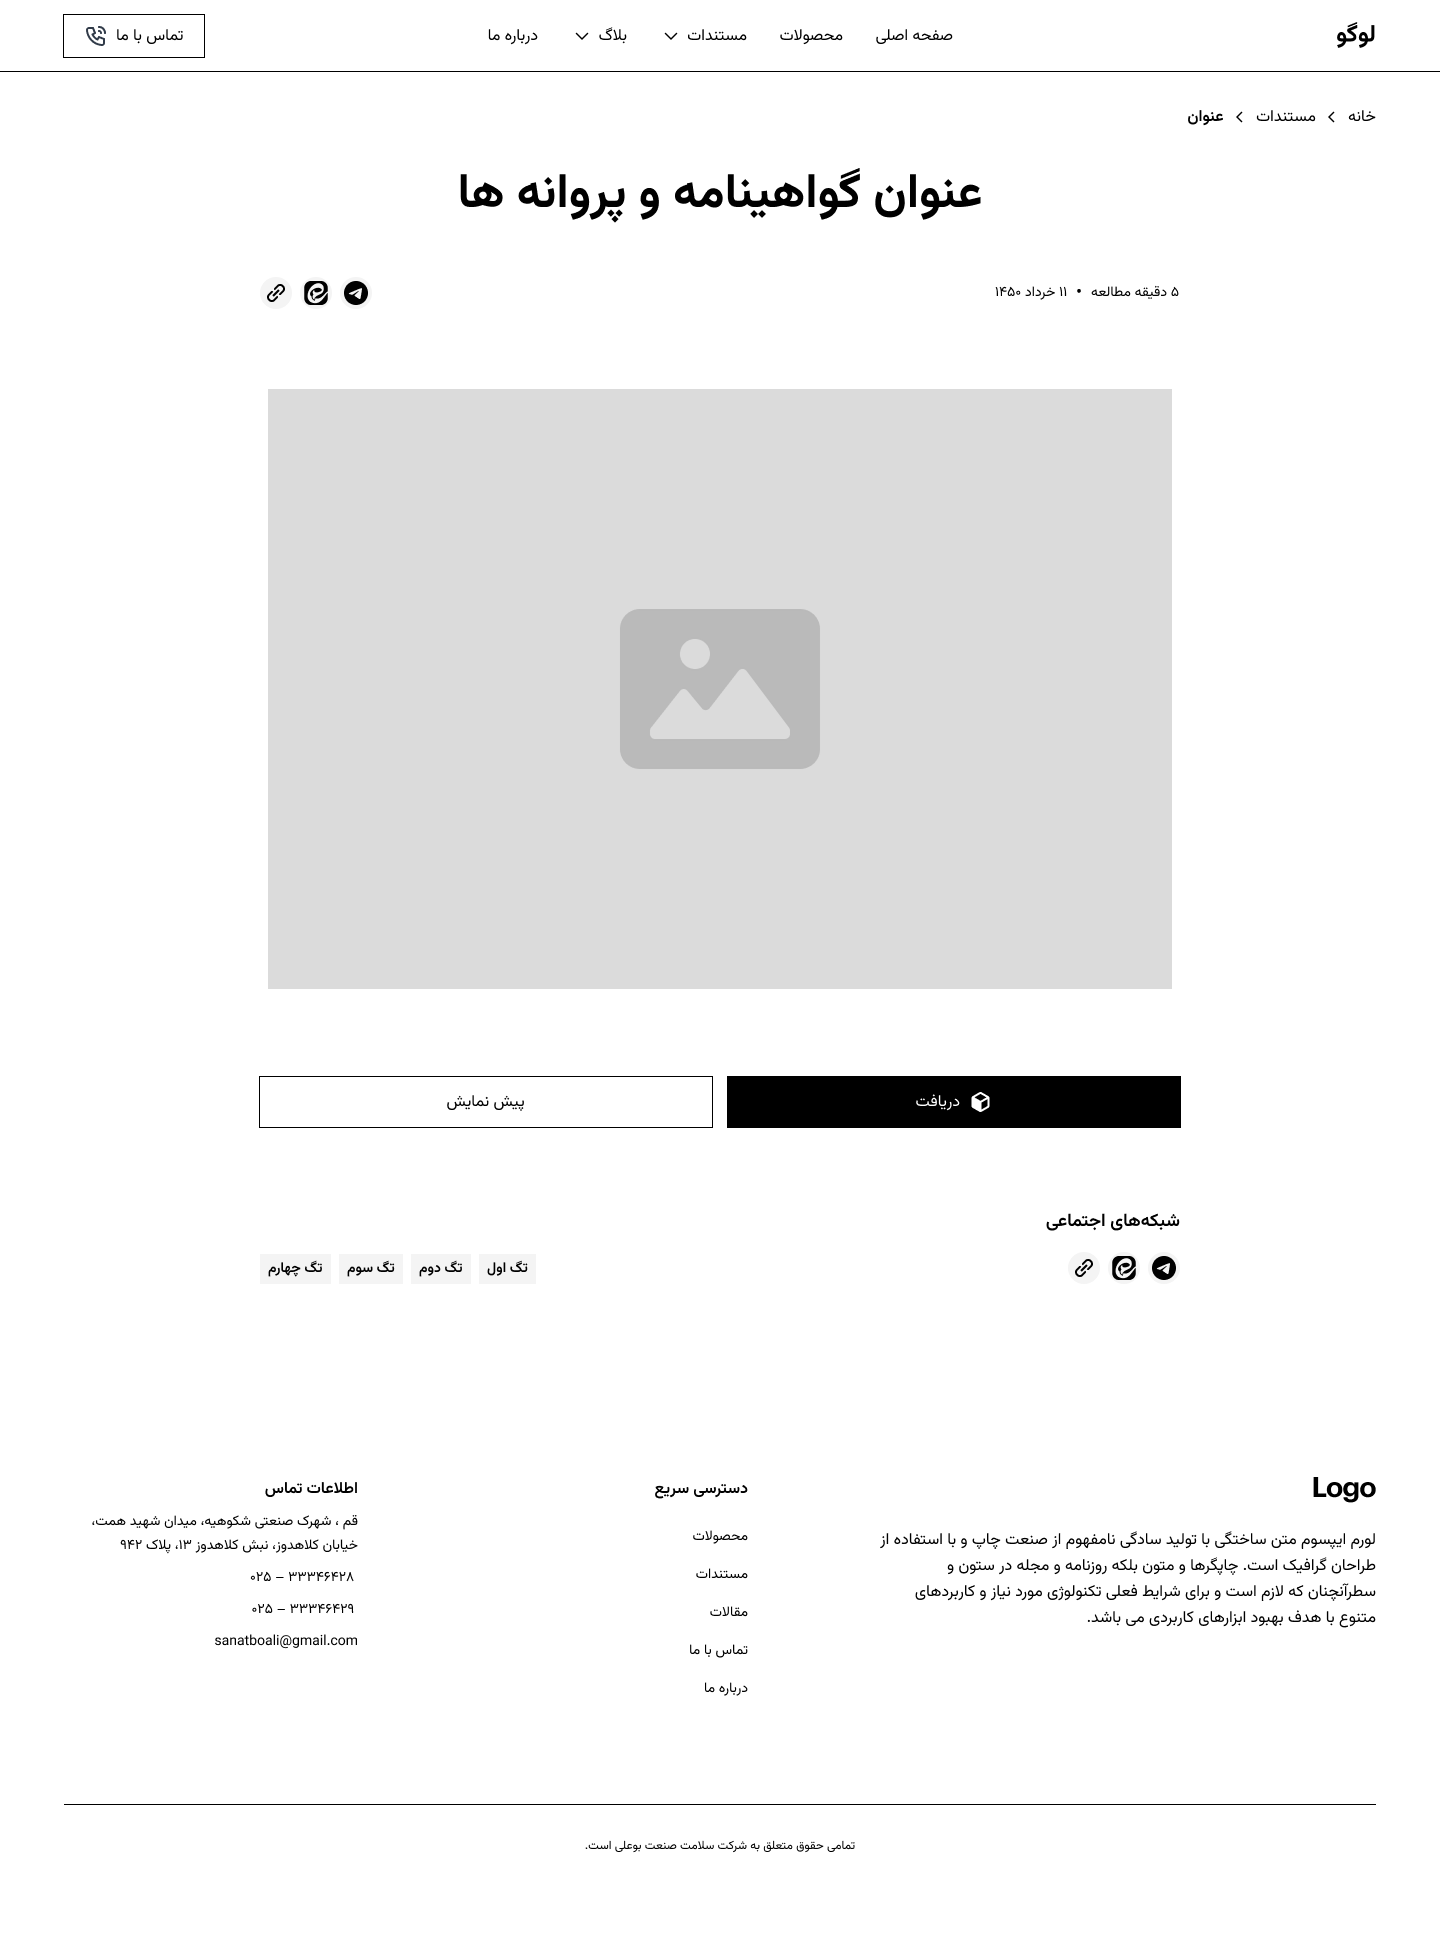 لوگو
صفحه اصلی
محصولات
مستندات
بلاگ
درباره ما
تماس با ما
خانه
مستندات
عنوان
عنوان گواهینامه و پروانه ها
۵ دقیقه مطالعه • ۱۱ خرداد ۱۴۵۰
دریافت
پیش نمایش
شبکه‌های اجتماعی
تگ اول
تگ دوم
تگ سوم
تگ چهارم
Logo
لورم ایپسوم متن ساختگی با تولید سادگی نامفهوم از صنعت چاپ و با استفاده از
طراحان گرافیک است. چاپگرها و متون بلکه روزنامه و مجله در ستون و
سطرآنچنان که لازم است و برای شرایط فعلی تکنولوژی مورد نیاز و کاربردهای
متنوع با هدف بهبود ابزارهای کاربردی می باشد.
دسترسی سریع
محصولات
مستندات
مقالات
تماس با ما
درباره ما
اطلاعات تماس
قم ، شهرک صنعتی شکوهیه، میدان شهید همت،
خیابان کلاهدوز، نبش کلاهدوز ۱۳، پلاک ۹۴۲
۳۳۳۴۶۴۲۸ – ۰۲۵
۳۳۳۴۶۴۲۹ – ۰۲۵
sanatboali@gmail.com
تمامی حقوق متعلق به شرکت سلامت صنعت بوعلی است.